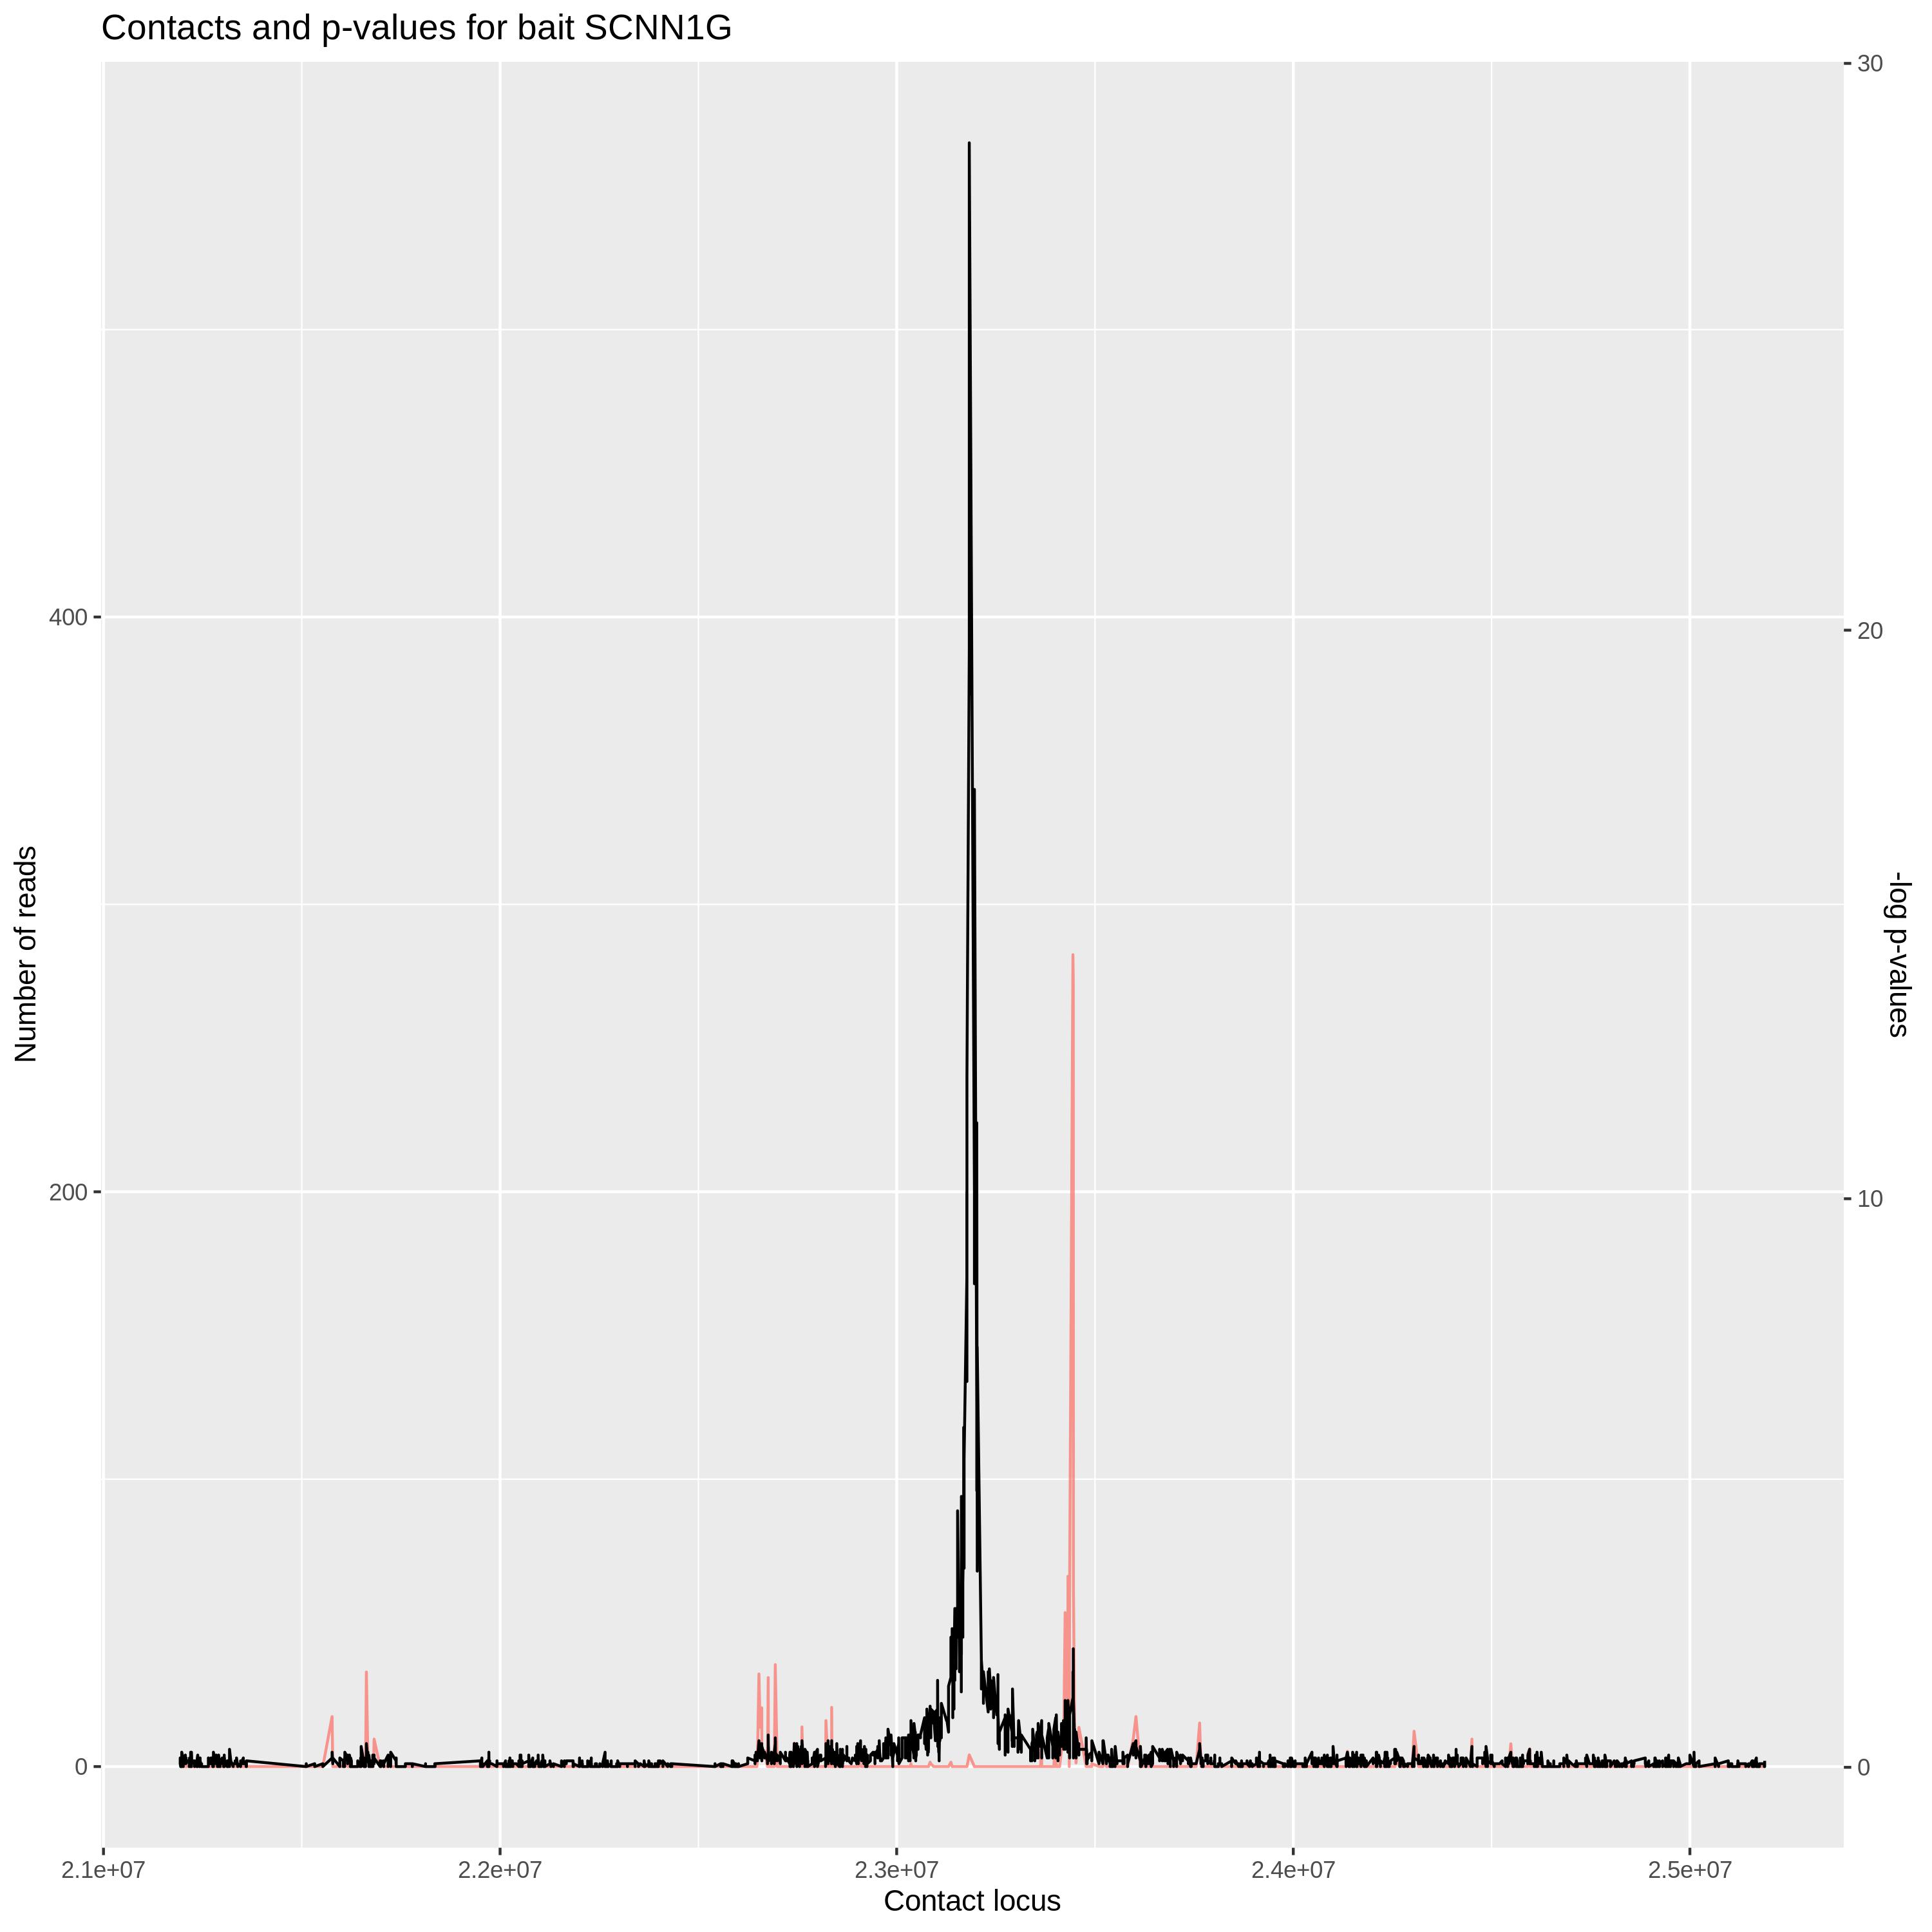 Contacts and p-values for bait SCNN1G
30
400
20
Number of reads
-log p-values
200
10
0
0
2.1e+07
2.2e+07
2.3e+07
2.4e+07
2.5e+07
Contact locus